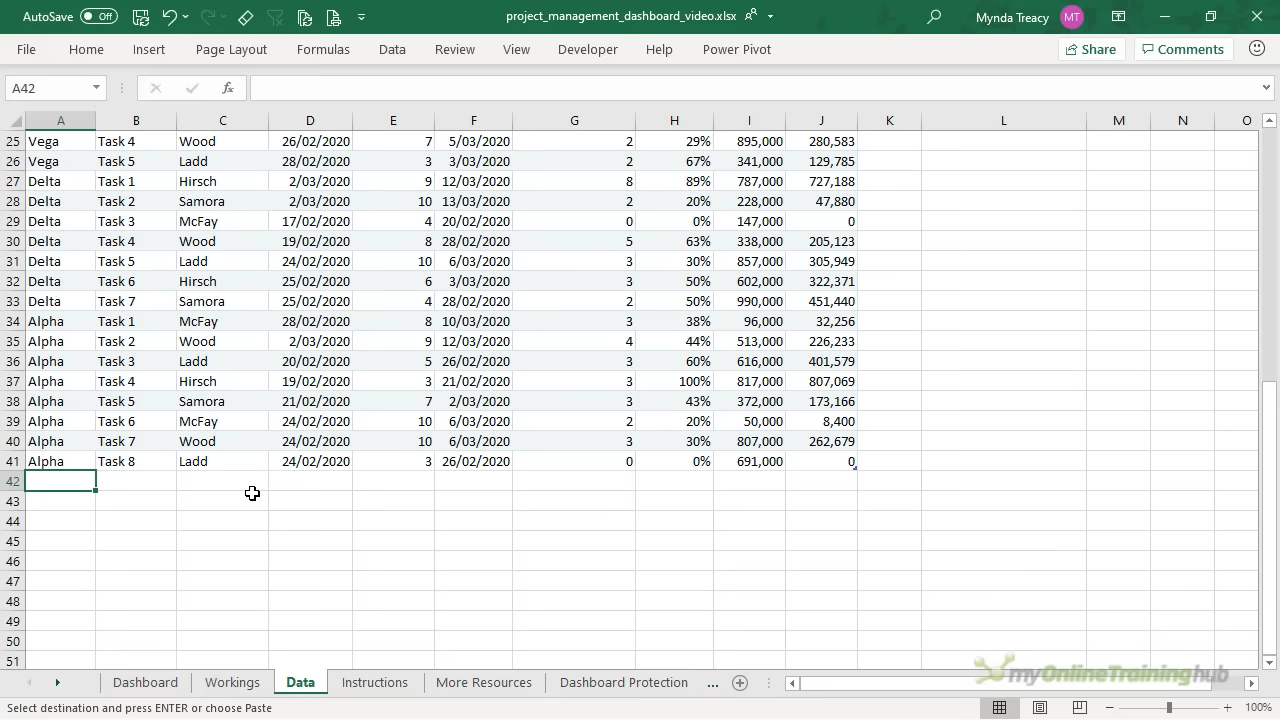 AutoSave Off project_management_dashboard_video.xlsx Mynda Treacy MT
File Home Insert Page Layout Formulas Data Review View Developer Help Power Pivot Share Comments
A42 fx
A B C D E F G H I J K L M N O
25 Vega Task 4 Wood 26/02/2020 7 5/03/2020 2 29% 895,000 280,583
26 Vega Task 5 Ladd 28/02/2020 3 3/03/2020 2 67% 341,000 129,785
27 Delta Task 1 Hirsch 2/03/2020 9 12/03/2020 8 89% 787,000 727,188
28 Delta Task 2 Samora 2/03/2020 10 13/03/2020 2 20% 228,000 47,880
29 Delta Task 3 McFay 17/02/2020 4 20/02/2020 0 0% 147,000 0
30 Delta Task 4 Wood 19/02/2020 8 28/02/2020 5 63% 338,000 205,123
31 Delta Task 5 Ladd 24/02/2020 10 6/03/2020 3 30% 857,000 305,949
32 Delta Task 6 Hirsch 25/02/2020 6 3/03/2020 3 50% 602,000 322,371
33 Delta Task 7 Samora 25/02/2020 4 28/02/2020 2 50% 990,000 451,440
34 Alpha Task 1 McFay 28/02/2020 8 10/03/2020 3 38% 96,000 32,256
35 Alpha Task 2 Wood 2/03/2020 9 12/03/2020 4 44% 513,000 226,233
36 Alpha Task 3 Ladd 20/02/2020 5 26/02/2020 3 60% 616,000 401,579
37 Alpha Task 4 Hirsch 19/02/2020 3 21/02/2020 3 100% 817,000 807,069
38 Alpha Task 5 Samora 21/02/2020 7 2/03/2020 3 43% 372,000 173,166
39 Alpha Task 6 McFay 24/02/2020 10 6/03/2020 2 20% 50,000 8,400
40 Alpha Task 7 Wood 24/02/2020 10 6/03/2020 3 30% 807,000 262,679
41 Alpha Task 8 Ladd 24/02/2020 3 26/02/2020 0 0% 691,000 0
42
43
44
45
46
47
48
49
50
51
myOnlineTraininghub
Dashboard Workings Data Instructions More Resources Dashboard Protection ...
Select destination and press ENTER or choose Paste 100%